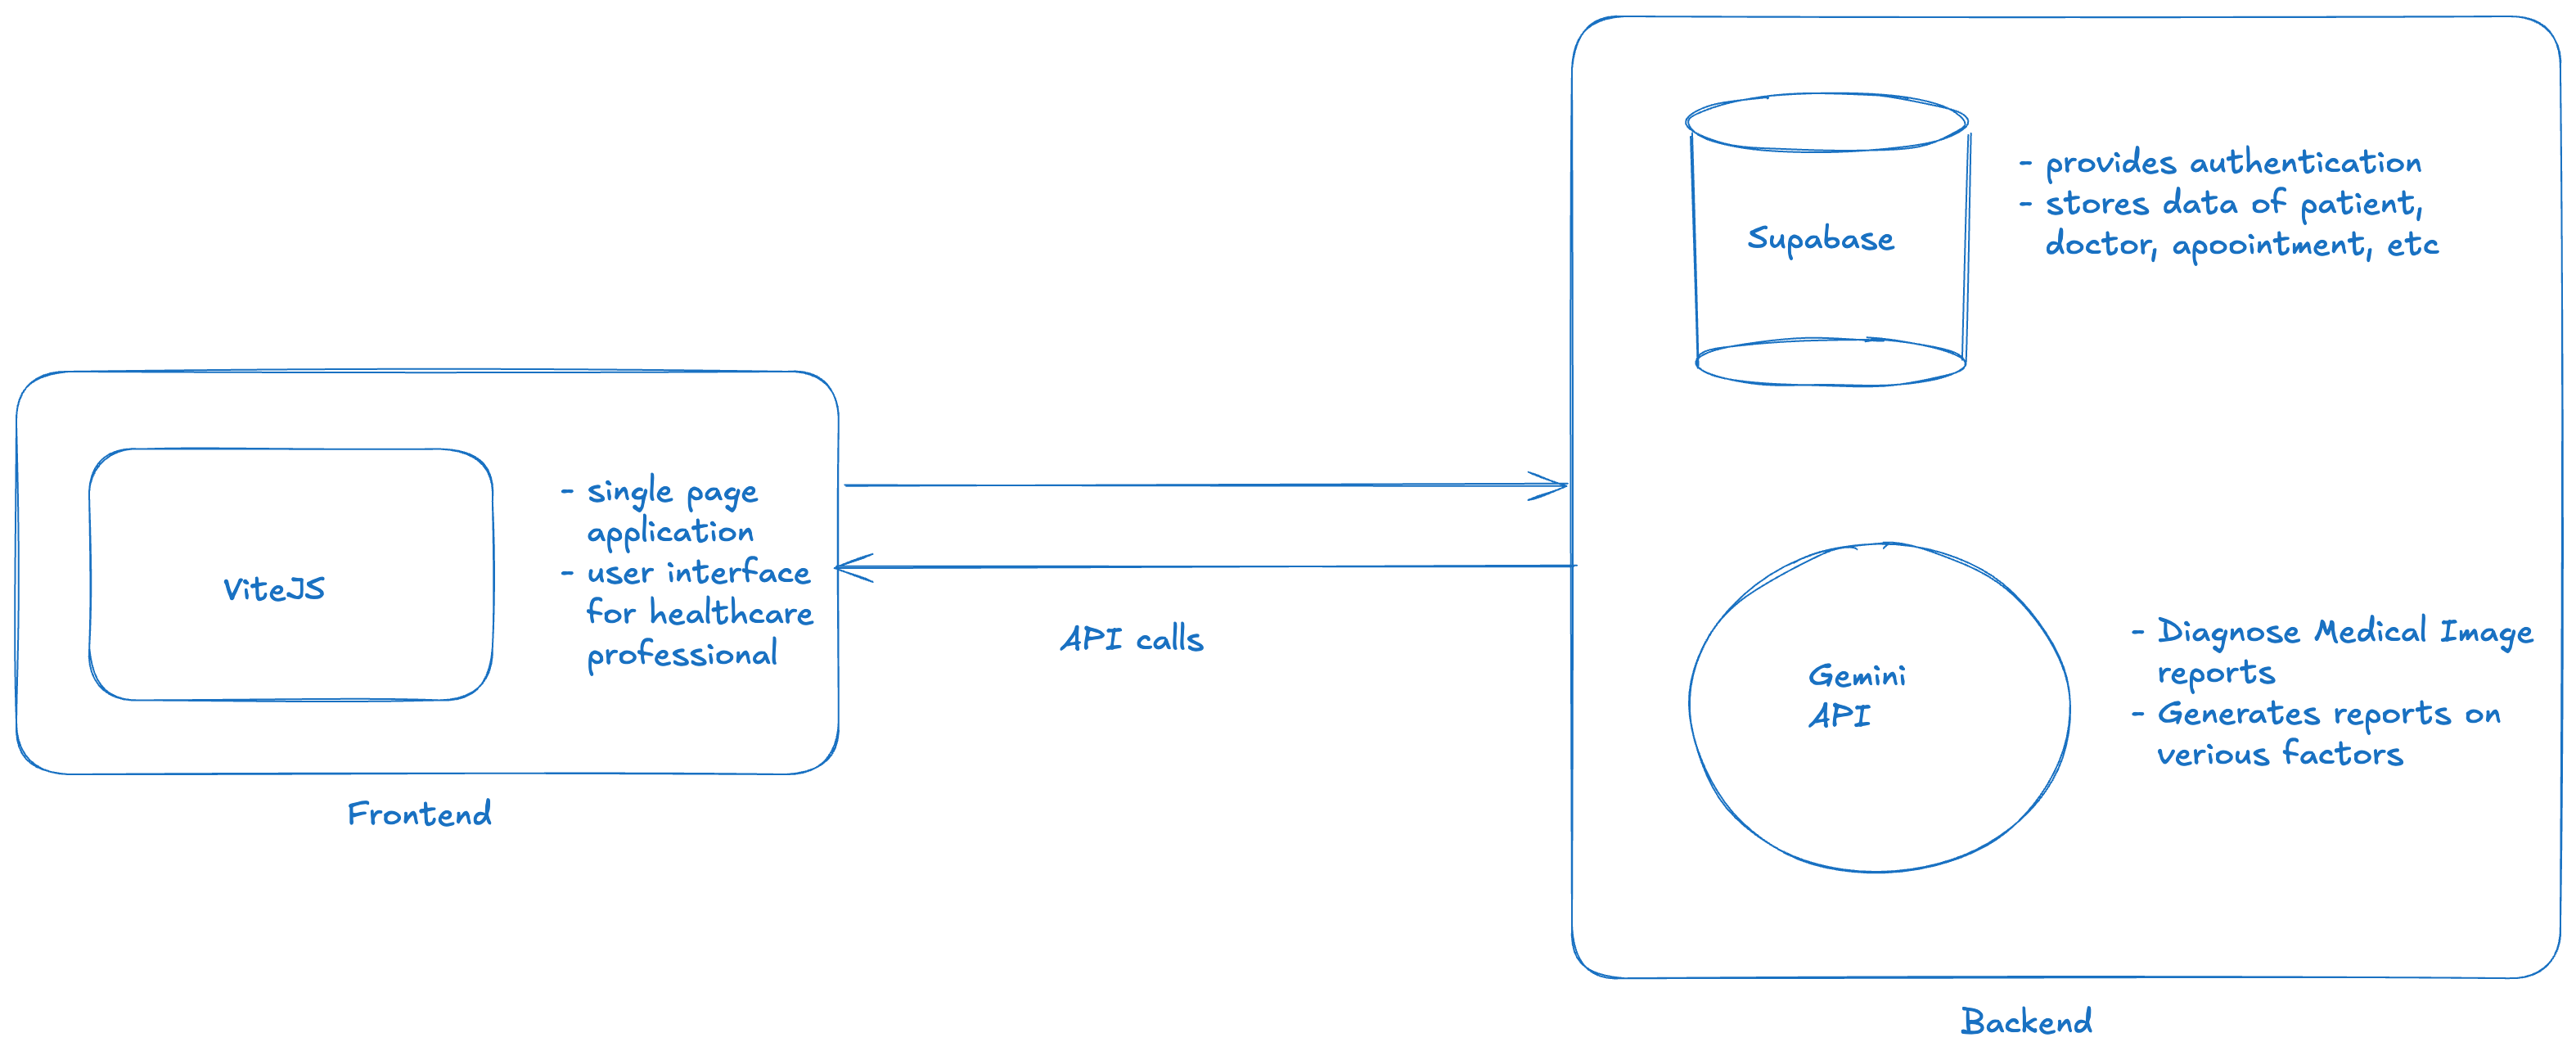 ViteJS
- single page
application
- user interface
for healthcare
professional
Frontend
API calls
Supabase
- provides authentication
- stores data of patient,
doctor, apoointment, etc
Gemini
API
- Diagnose Medical Image
reports
- Generates reports on
verious factors
Backend